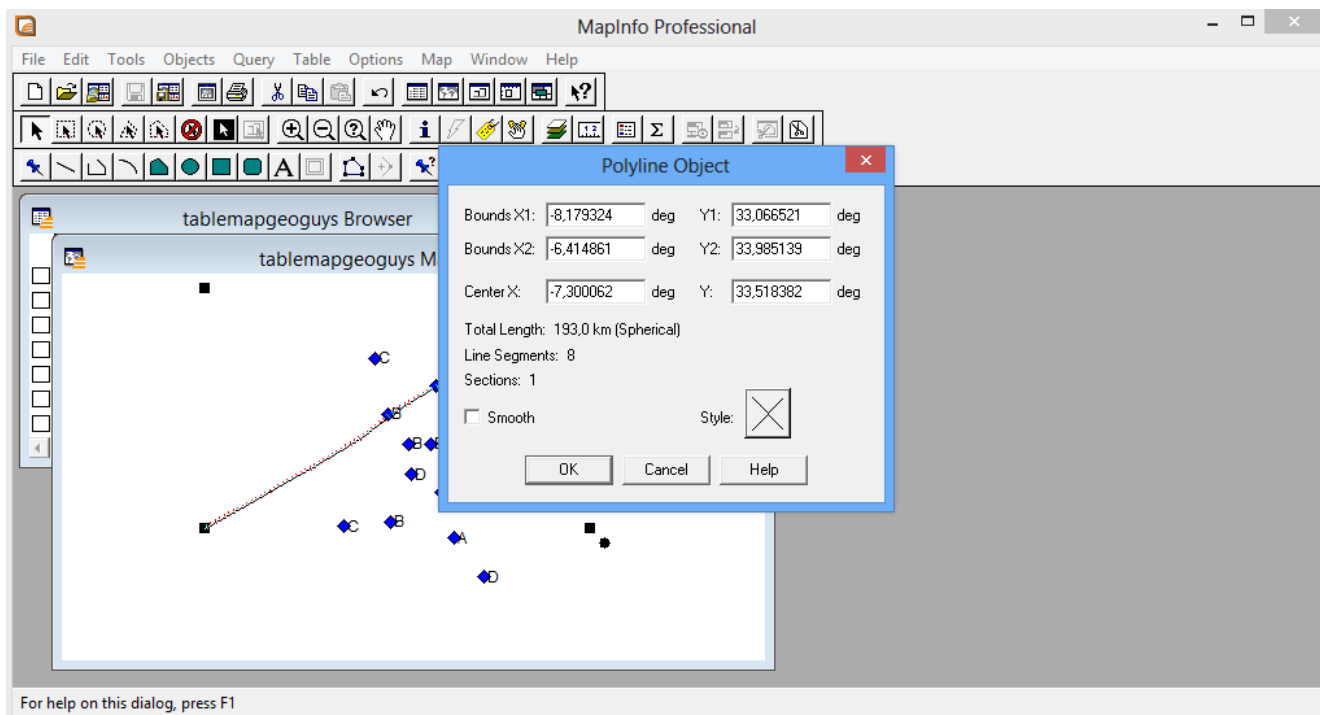 MapInfo Professional
File Edit Tools Objects Query Table Options Map Window Help
Polyline Object
tablemapgeoguys Browser
tablemapgeoguys M
Bounds X1: -8,179324 deg Y1: 33,066521 deg
Bounds X2: -6,414861 deg Y2: 33,985139 deg
Center X: -7,300062 deg Y: 33,518382 deg
Total Length: 193,0 km (Spherical)
Line Segments: 8
Sections: 1
Smooth Style:
OK Cancel Help
C
B
B
D
C B
A
D
For help on this dialog, press F1